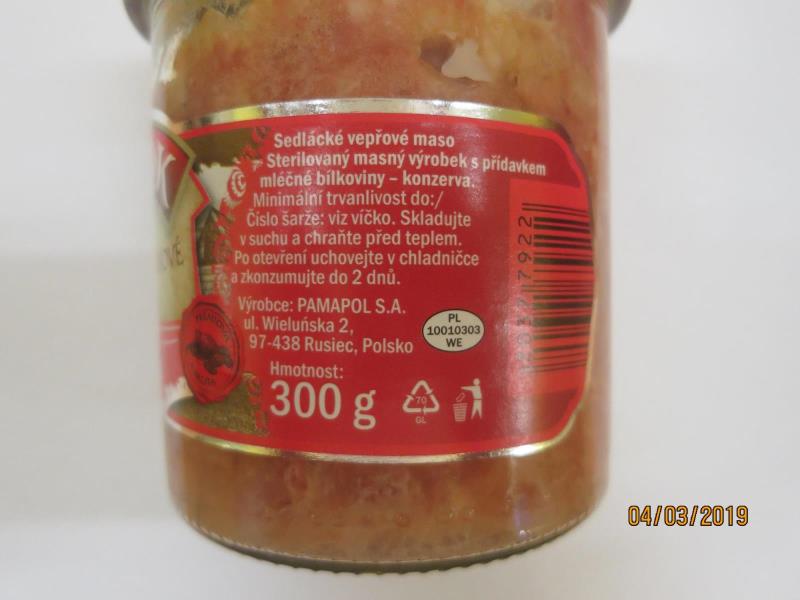 Sedlácké vepřové maso
Sterilovaný masný výrobek s přídavkem
mléčné bílkoviny – konzerva.
Minimální trvanlivost do:/
Číslo šarže: viz víčko. Skladujte
v suchu a chraňte před teplem.
Po otevření uchovejte v chladničce
a zkonzumujte do 2 dnů.
Výrobce: PAMAPOL S.A.
ul. Wieluńska 2,
97-438 Rusiec, Polsko
PL
10010303
WE
Hmotnost:
300 g
70
GL
04/03/2019